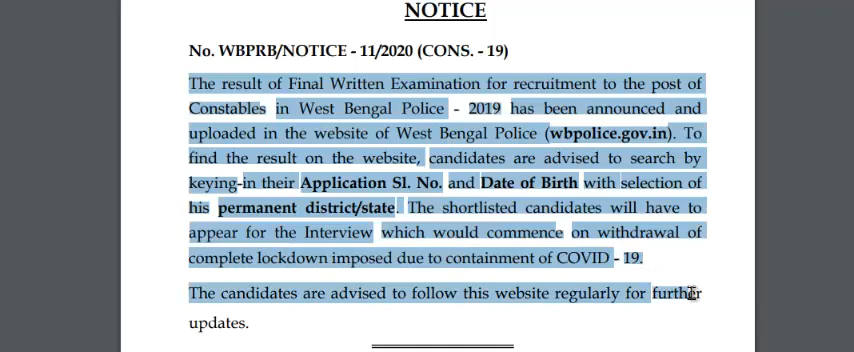 NOTICE
No. WBPRB/NOTICE - 11/2020 (CONS. - 19)
The result of Final Written Examination for recruitment to the post of
Constables in West Bengal Police - 2019 has been announced and
uploaded in the website of West Bengal Police (wbpolice.gov.in). To
find the result on the website, candidates are advised to search by
keying-in their Application Sl. No. and Date of Birth with selection of
his permanent district/state. The shortlisted candidates will have to
appear for the Interview which would commence on withdrawal of
complete lockdown imposed due to containment of COVID - 19.
The candidates are advised to follow this website regularly for further
updates.